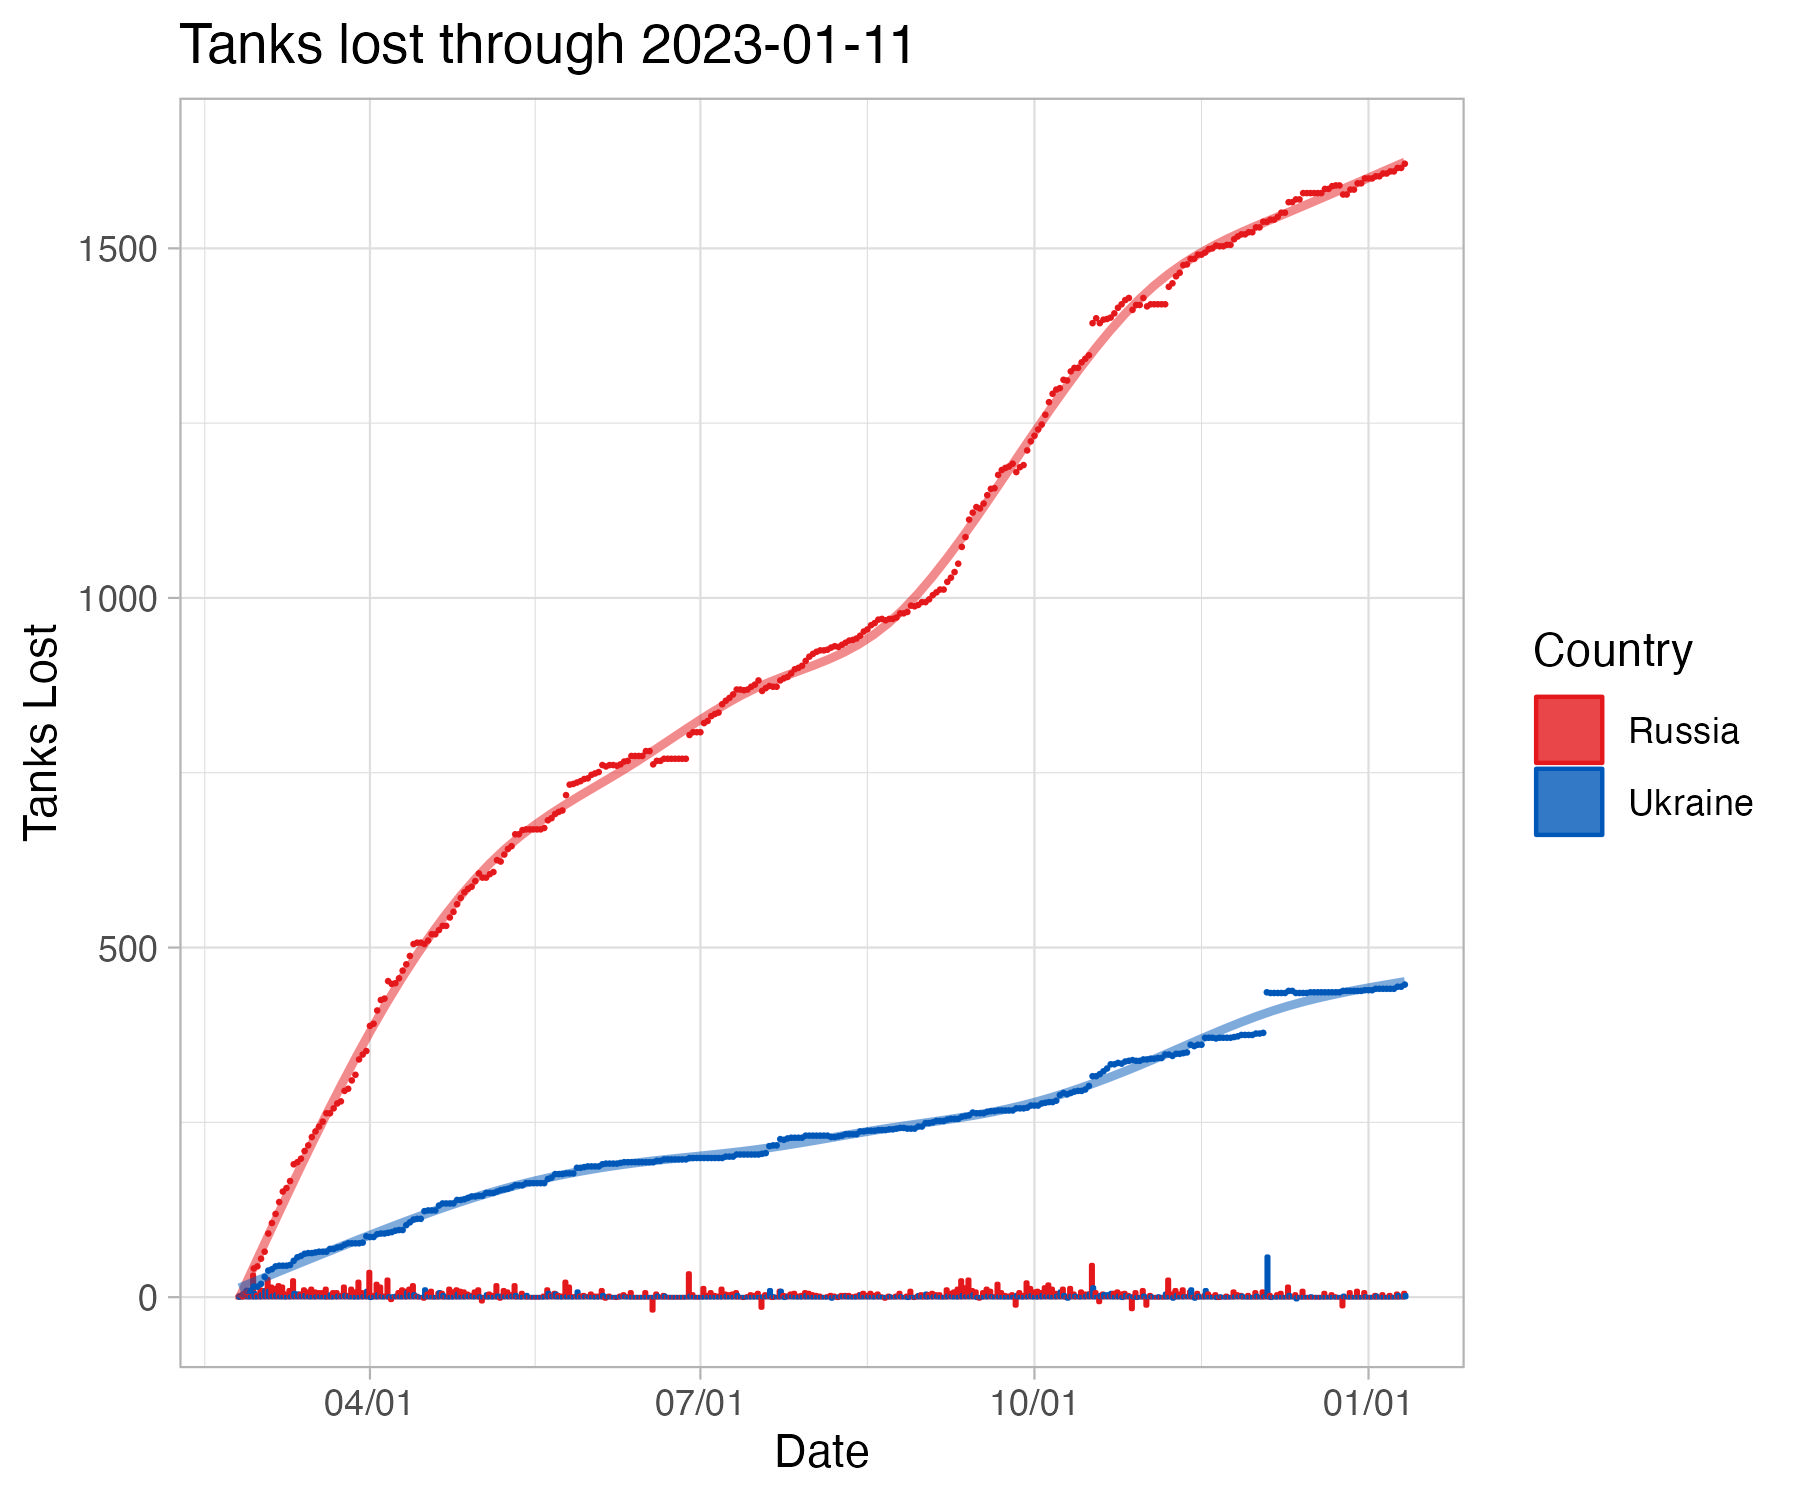 Tanks lost through 2023-01-11
Tanks Lost
1500
1000
500
0
04/01
07/01
10/01
01/01
Date
Country
Russia
Ukraine